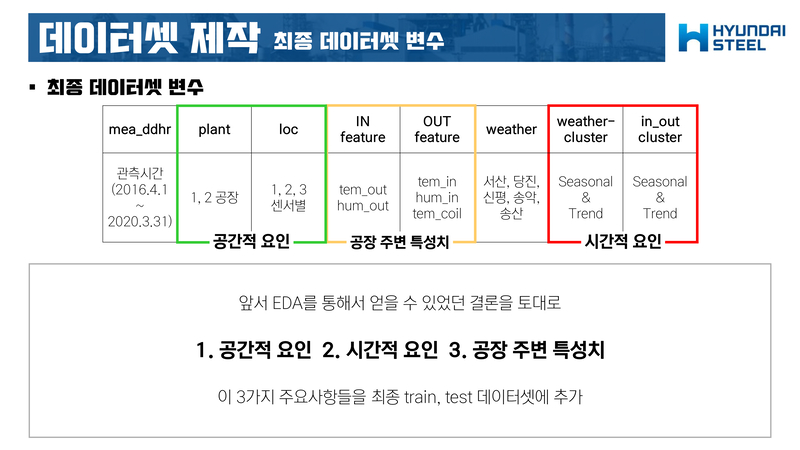 데이터셋 제작 최종 데이터셋 변수
HYUNDAI
STEEL
▪ 최종 데이터셋 변수
mea_ddhr plant loc IN feature OUT feature weather weather-cluster in_out cluster
관측시간
(2016.4.1
~
2020.3.31)
1, 2 공장
1, 2, 3
센서별
tem_out
hum_out
tem_in
hum_in
tem_coil
서산, 당진,
신평, 송악,
송산
Seasonal
&
Trend
Seasonal
&
Trend
공간적 요인 공장 주변 특성치 시간적 요인
앞서 EDA를 통해서 얻을 수 있었던 결론을 토대로
1. 공간적 요인 2. 시간적 요인 3. 공장 주변 특성치
이 3가지 주요사항들을 최종 train, test 데이터셋에 추가